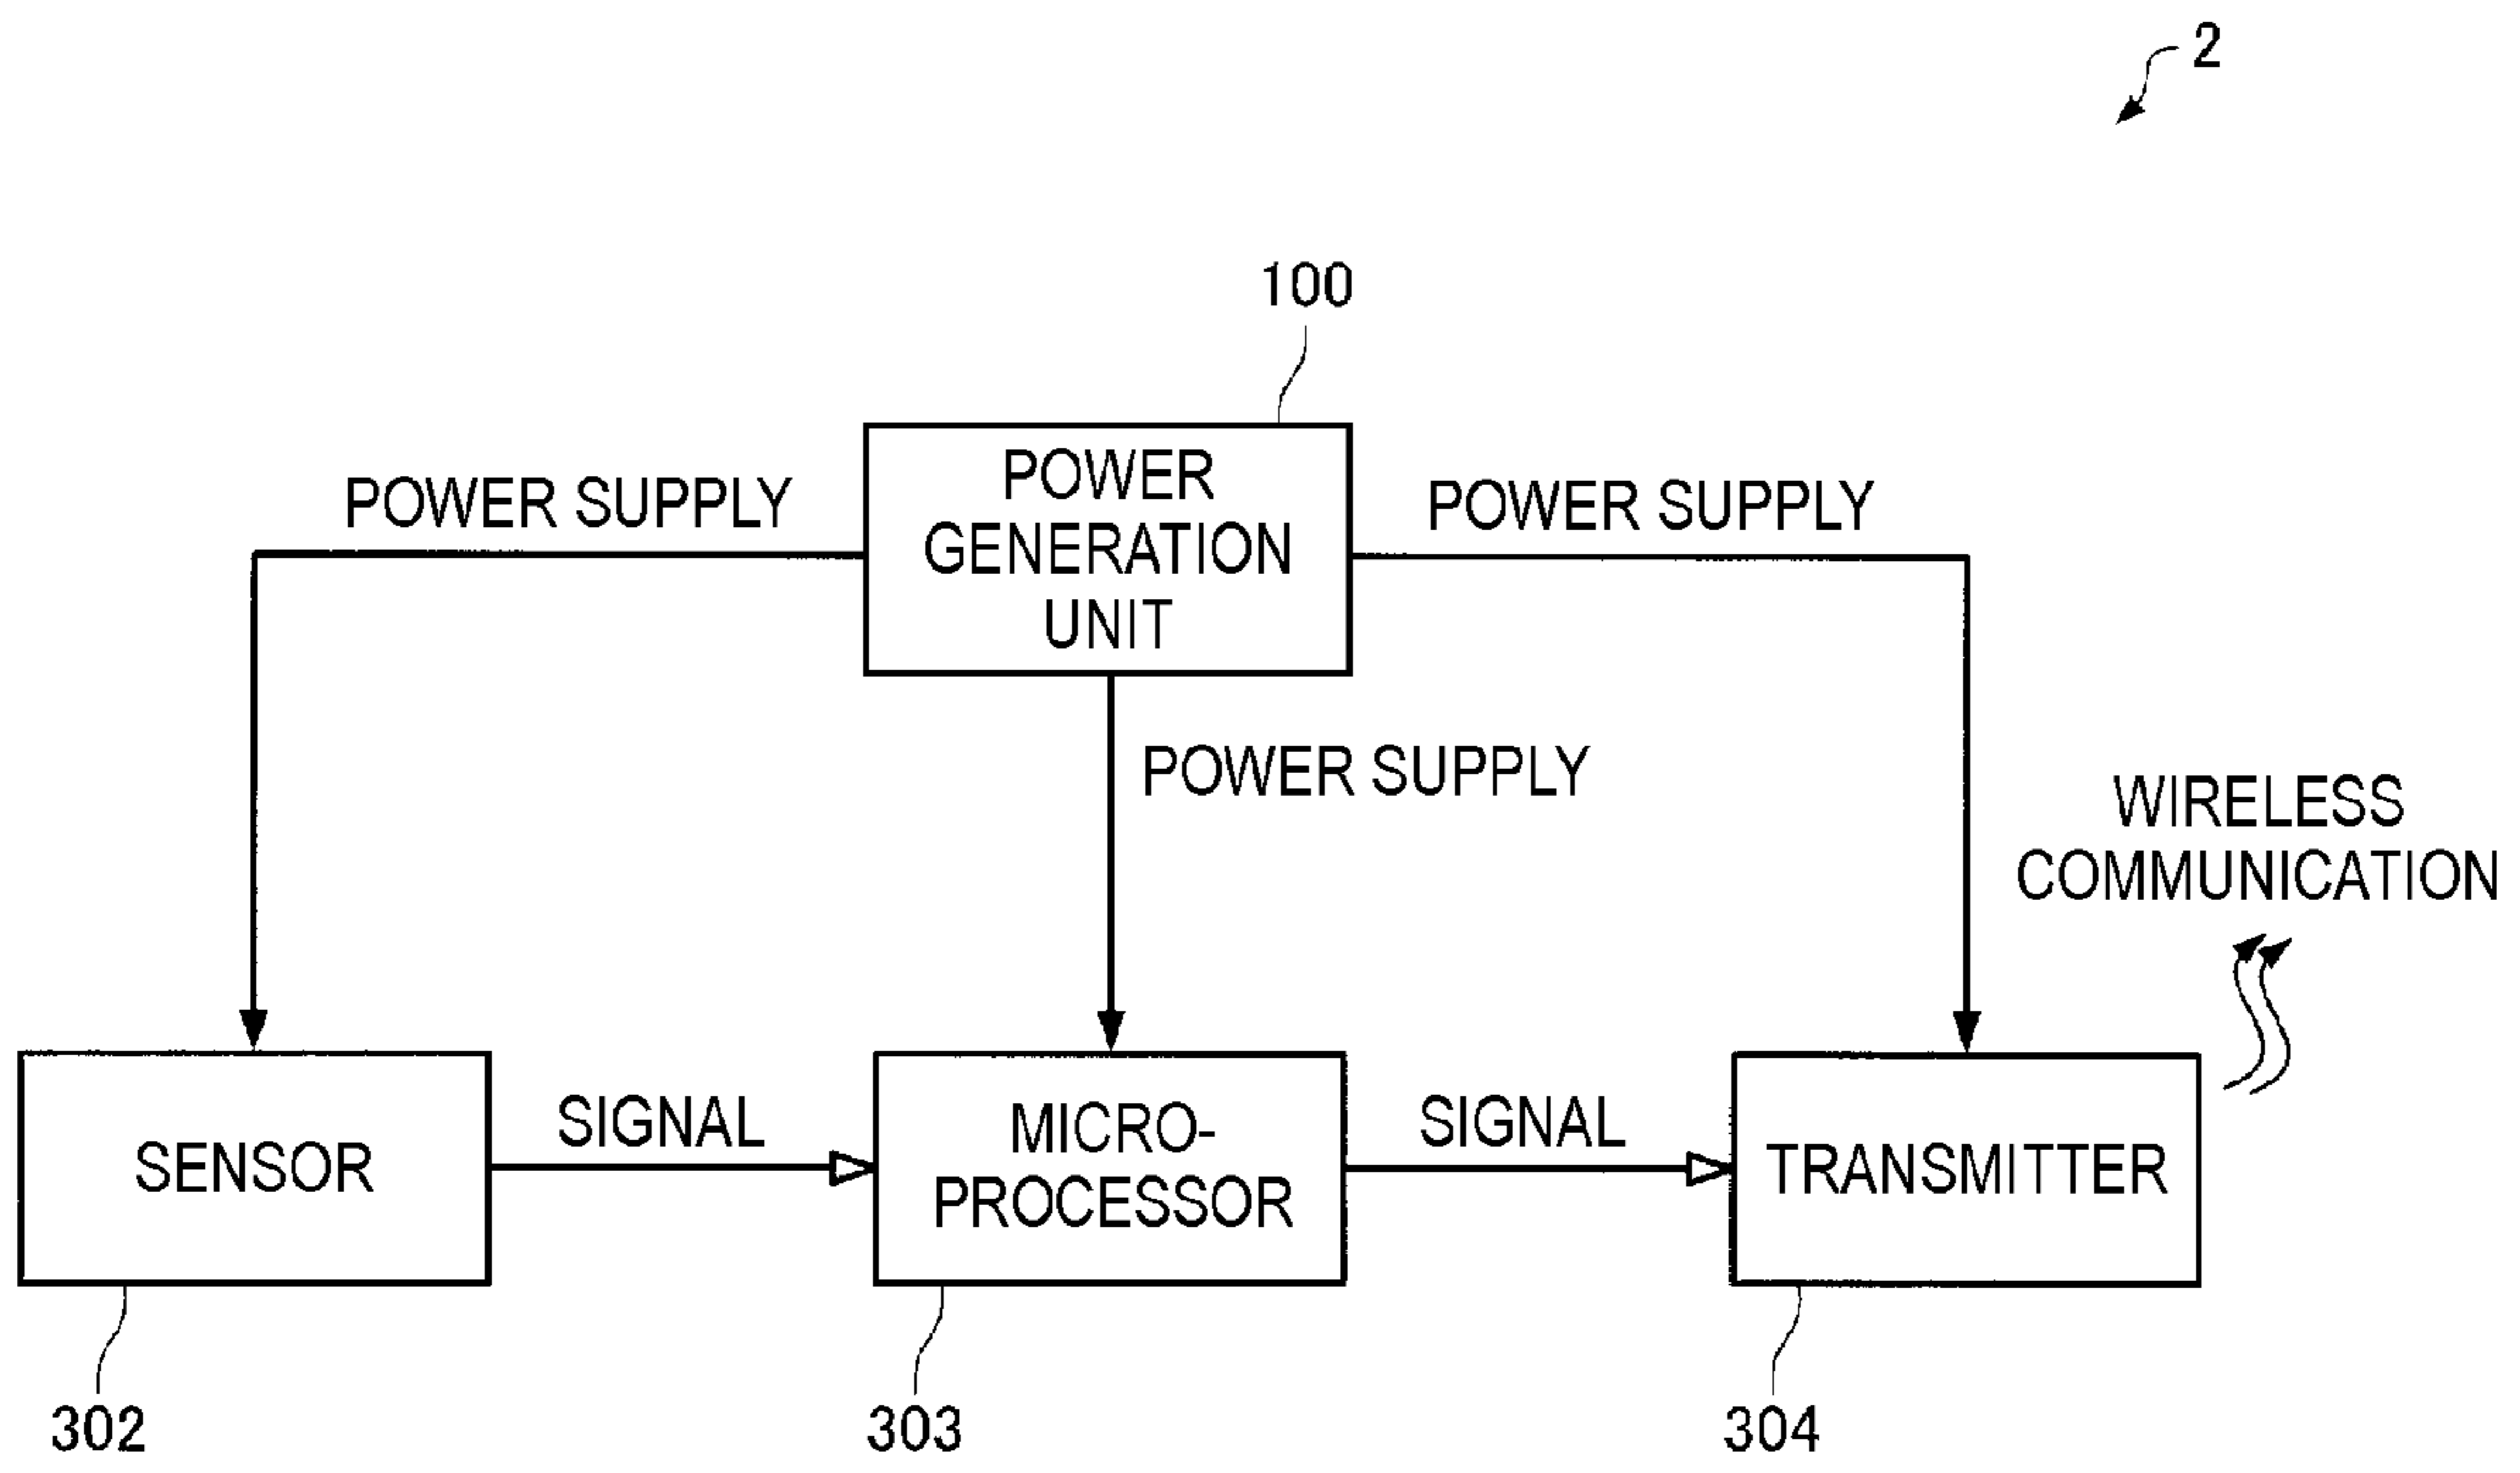 2
100
POWER
GENERATION
UNIT
POWER SUPPLY
POWER SUPPLY
POWER SUPPLY
WIRELESS
COMMUNICATION
SENSOR
SIGNAL
MICRO-
PROCESSOR
SIGNAL
TRANSMITTER
302
303
304